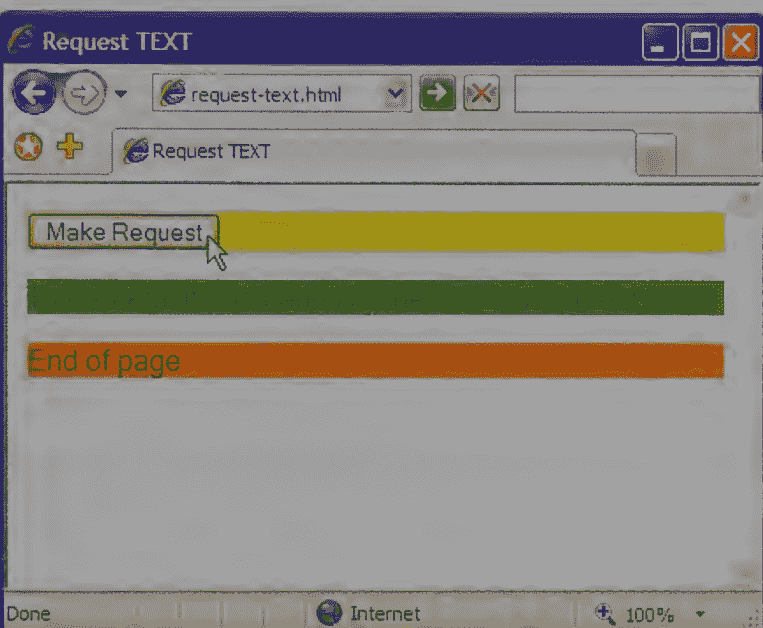 Request TEXT
request-text.html
Request TEXT
Make Request
End of page
Done Internet 100%